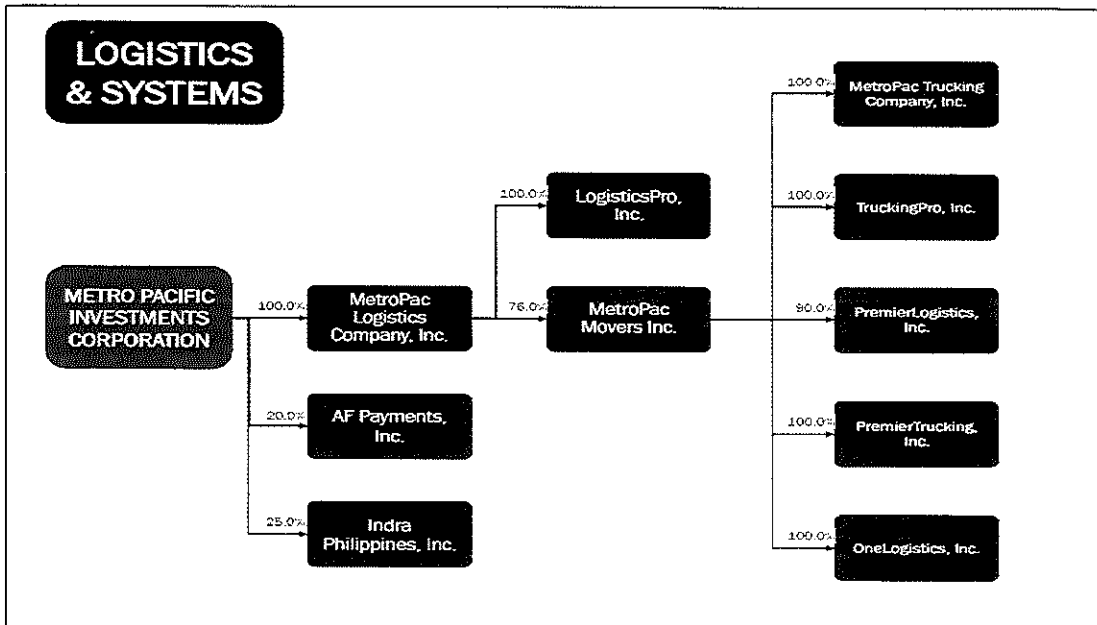 LOGISTICS
& SYSTEMS
METRO PACIFIC
INVESTMENTS
CORPORATION
100.0%
MetroPac
Logistics
Company, Inc.
20.0%
AF Payments,
Inc.
25.0%
Indra
Philippines, Inc.
100.0%
LogisticsPro,
Inc.
76.0%
MetroPac
Movers Inc.
100.0%
MetroPac Trucking
Company, Inc.
100.0%
TruckingPro, Inc.
90.0%
PremierLogistics,
Inc.
100.0%
PremierTrucking,
Inc.
100.0%
OneLogistics, Inc.